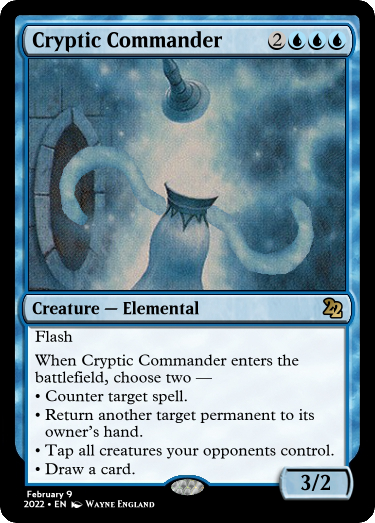 Cryptic Commander 2
Creature — Elemental 22
Flash
When Cryptic Commander enters the
battlefield, choose two —
• Counter target spell.
• Return another target permanent to its
owner's hand.
• Tap all creatures your opponents control.
• Draw a card.
3/2
February 9
2022 • EN Wayne England